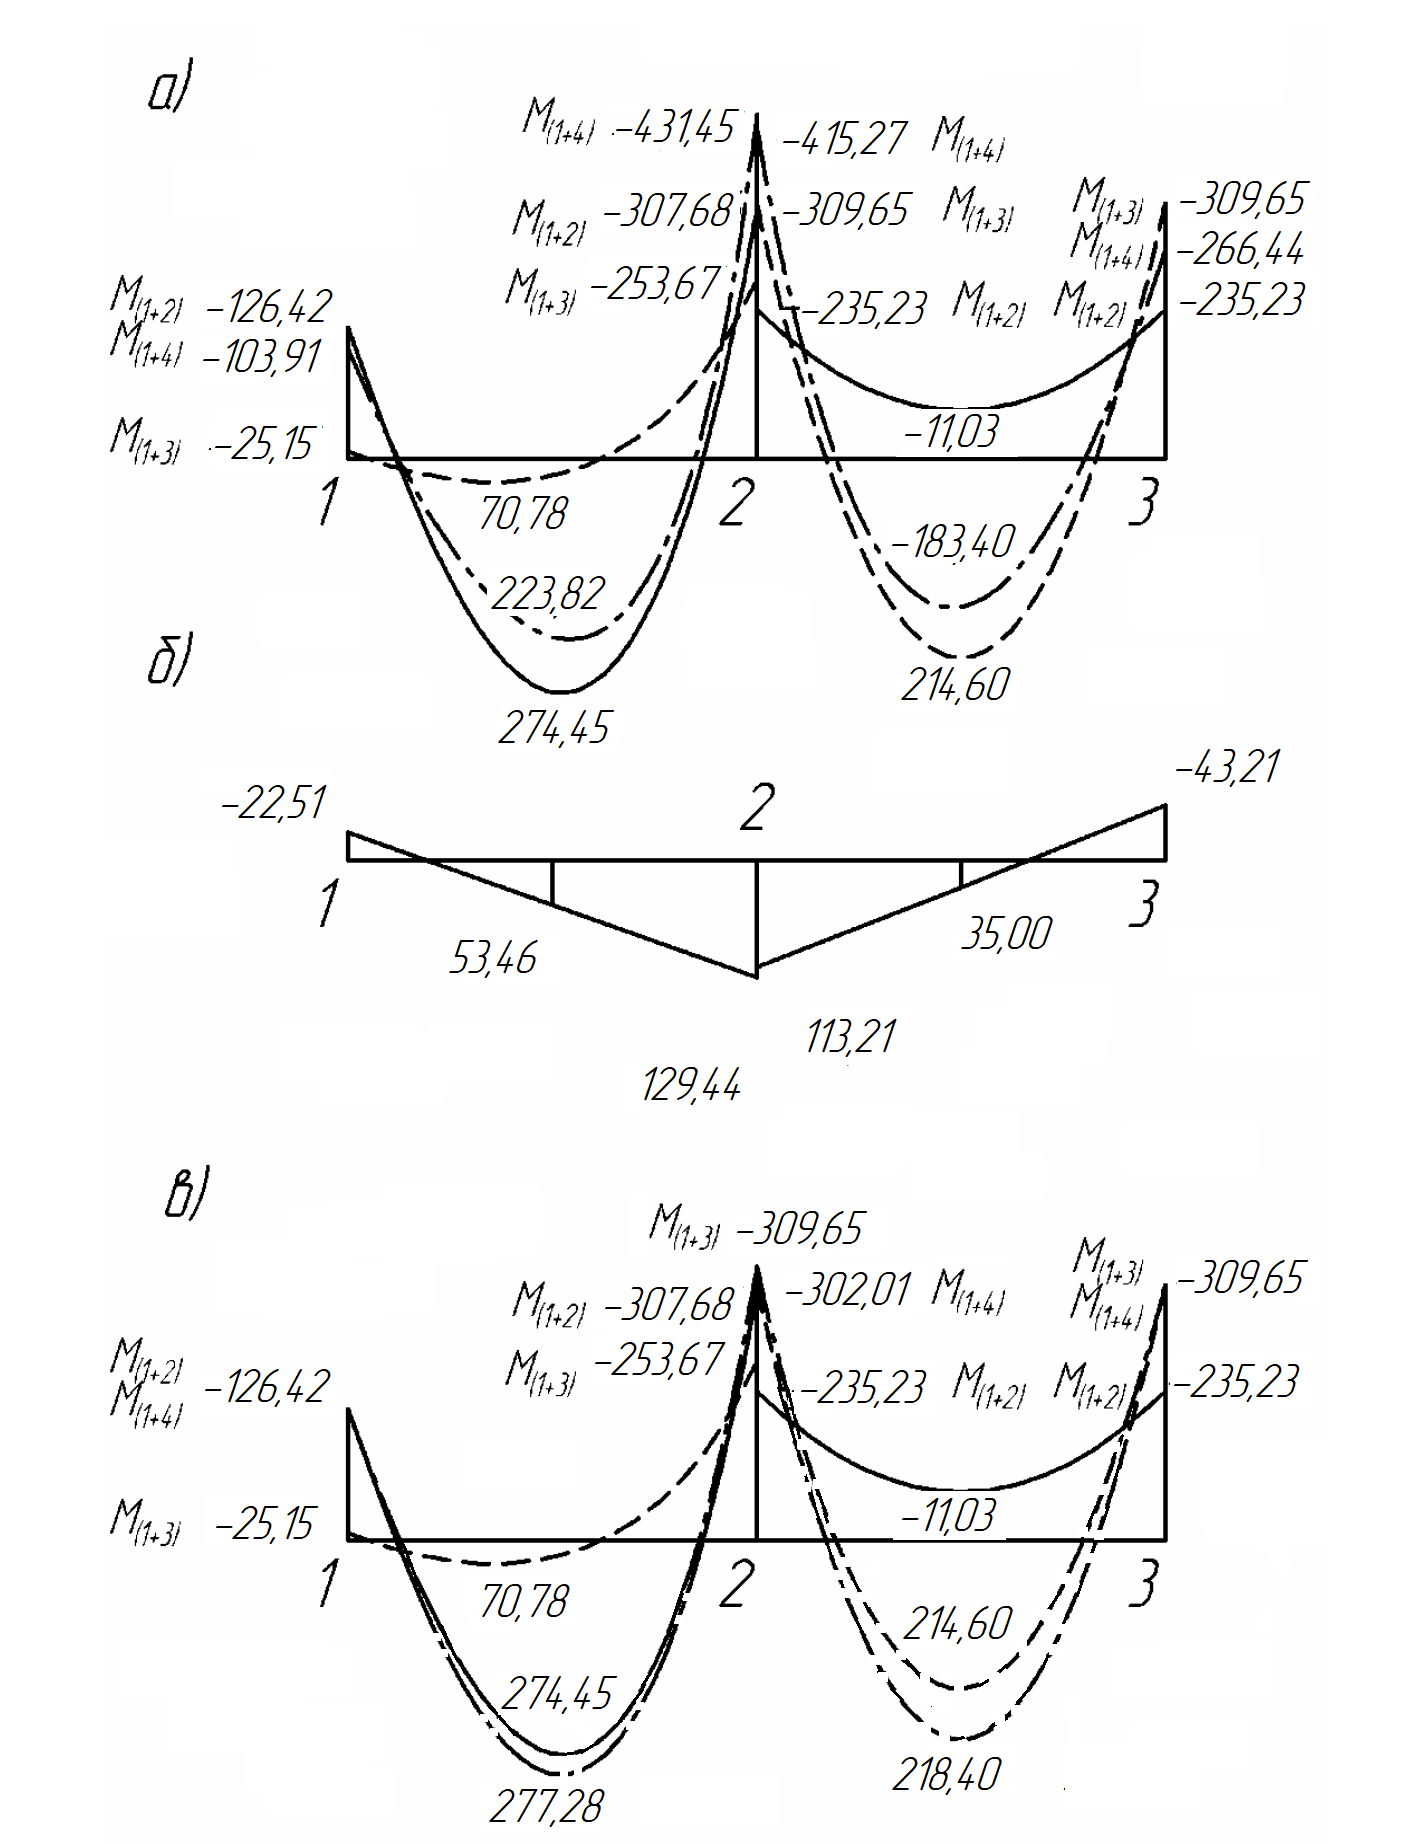 а)
M(1+4) -431,45 -415,27 M(1+4)
M(1+2) -307,68 -309,65 M(1+3) M(1+3) -309,65
M(1+4) -266,44
M(1+3) -253,67 -235,23 M(1+2) M(1+2) -235,23
M(1+2) -126,42
M(1+4) -103,91
M(1+3) -25,15
-11,03
1 2 3
70,78
-183,40
223,82
214,60
274,45
б)
-22,51 2 -43,21
1 3
53,46 35,00
113,21
129,44
в)
M(1+3) -309,65
M(1+2) -307,68 -302,01 M(1+4) M(1+3) -309,65
M(1+4)
M(1+3) -253,67 -235,23 M(1+2) M(1+2) -235,23
M(1+2) -126,42
M(1+4)
M(1+3) -25,15
-11,03
1 2 3
70,78
214,60
274,45
218,40
277,28